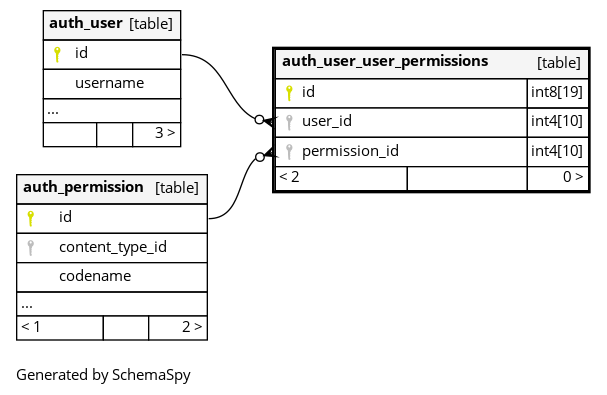 auth_user [table]
id
username
...
3 >
auth_user_user_permissions [table]
id int8[19]
user_id int4[10]
permission_id int4[10]
< 2 0 >
auth_permission [table]
id
content_type_id
codename
...
< 1 2 >
Generated by SchemaSpy